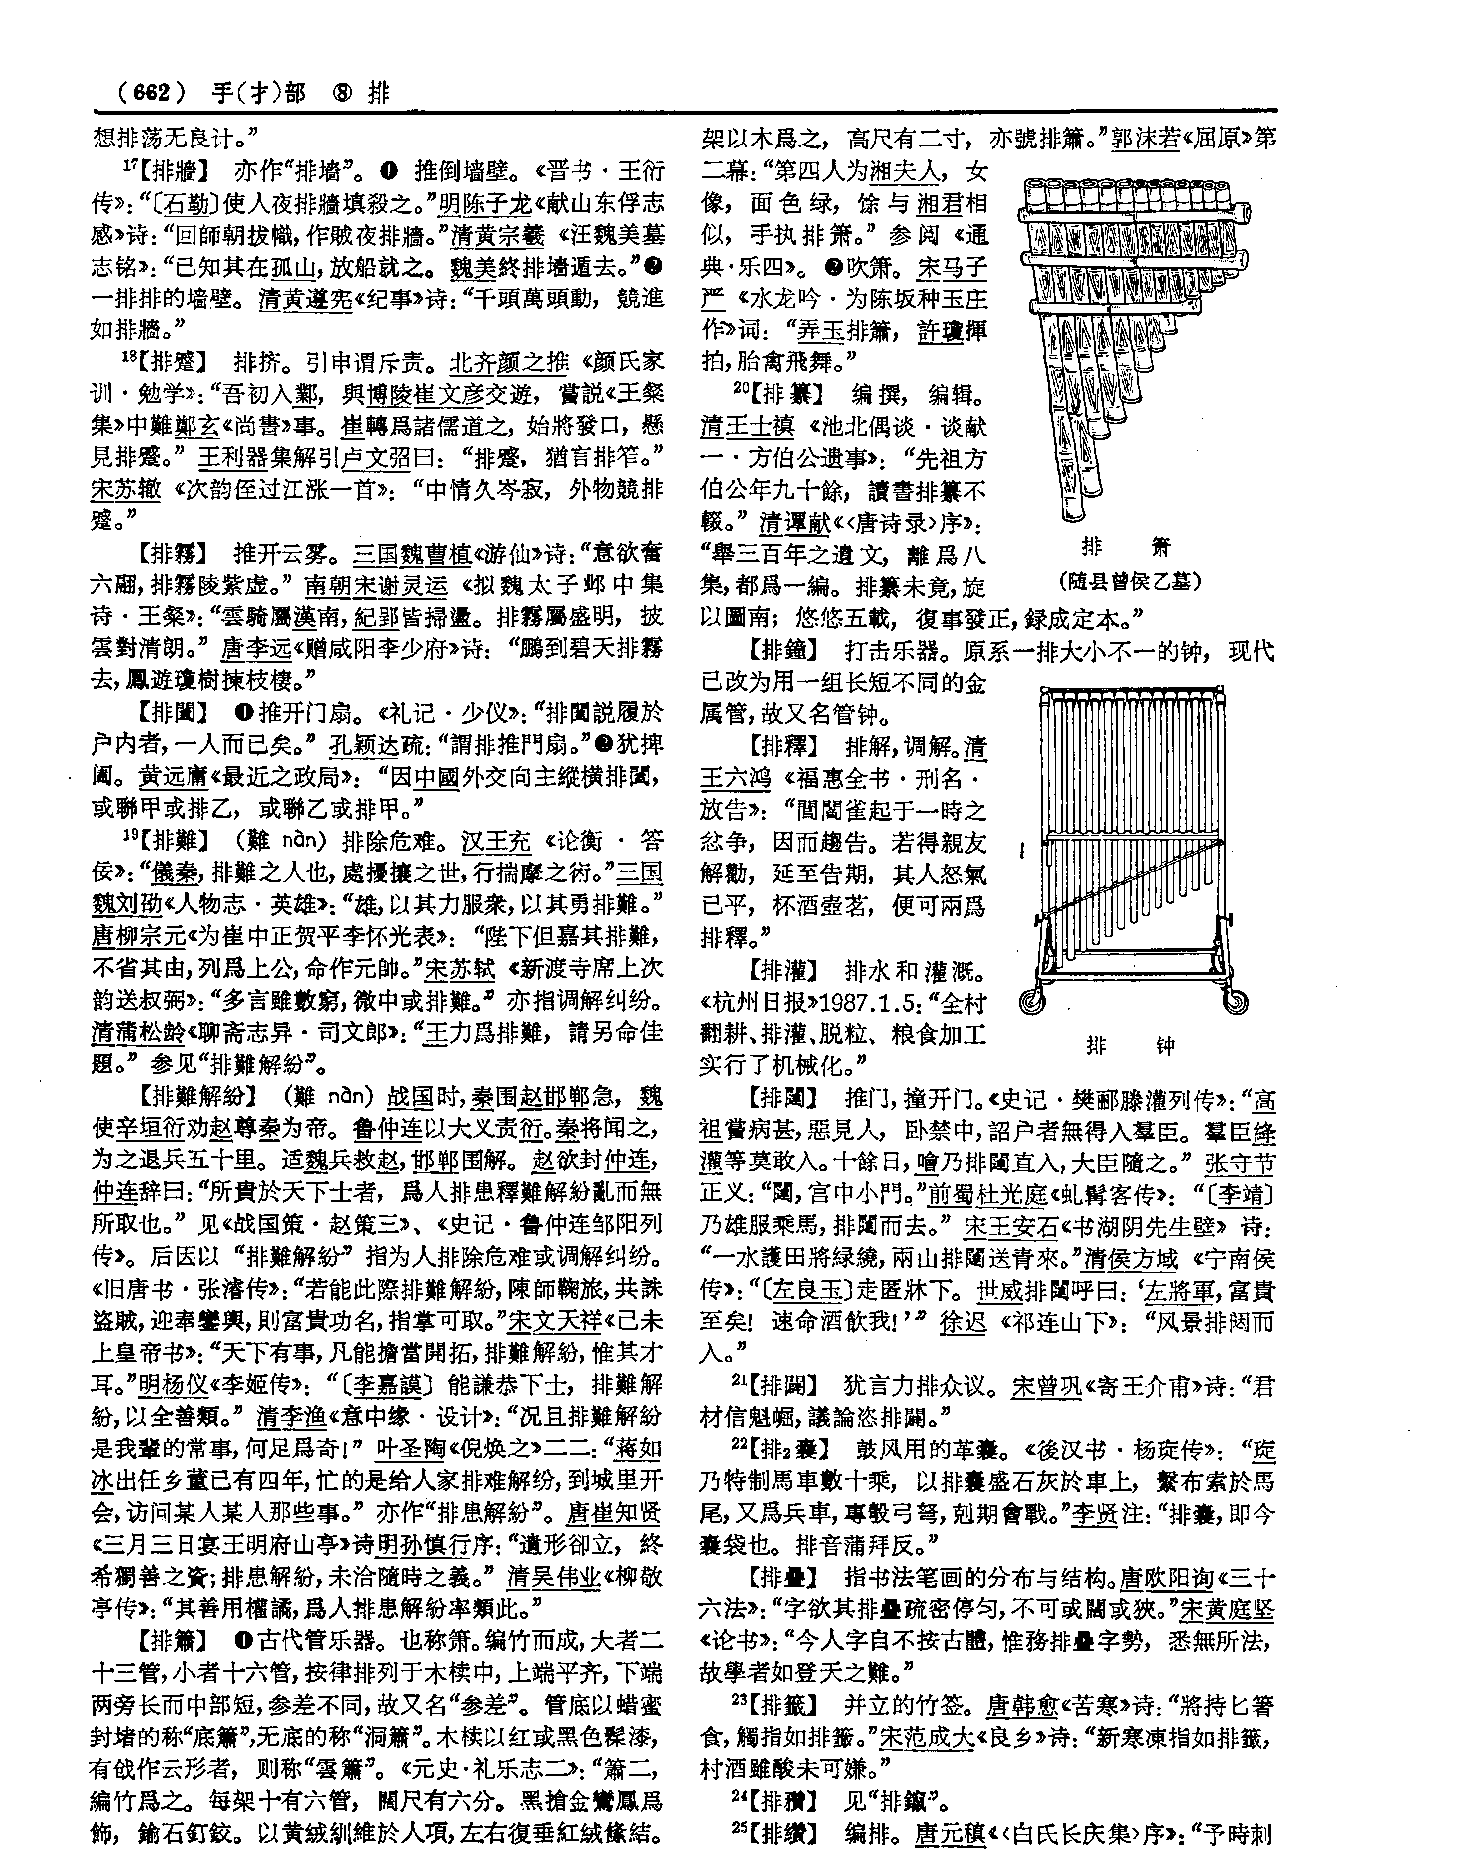 (662) 手(扌)部 ⑧ 排
想排荡无良计。”
17【排牆】 亦作“排墙”。❶ 推倒墙壁。《晋书·王衍
传》：“〔石勒〕使人夜排牆填殺之。”明陈子龙《献山东俘志
感》诗：“回師朝拔幟，作賊夜排牆。”清黄宗羲《汪魏美墓
志铭》：“已知其在孤山，放船就之。魏美終排墙遁去。”❷
一排排的墙壁。清黄遵宪《纪事》诗：“千頭萬頭動，競進
如排牆。”
18【排蹙】 排挤。引申谓斥责。北齐颜之推《颜氏家
训·勉学》：“吾初入鄴，與博陵崔文彦交遊，嘗説《王粲
集》中難鄭玄《尚書》事。崔轉爲諸儒道之，始將發口，懸
見排蹙。”王利器集解引卢文弨曰：“排蹙，猶言排笮。”
宋苏辙《次韵侄过江涨一首》：“中情久岑寂，外物競排
蹙。”
【排霧】 推开云雾。三国魏曹植《游仙》诗：“意欲奮
六翮，排霧陵紫虚。”南朝宋谢灵运《拟魏太子邺中集
诗·王粲》：“雲騎亂漢南，紀郢皆掃盪。排霧屬盛明，披
雲對清朗。”唐李远《赠咸阳李少府》诗：“鵬到碧天排霧
去，鳳遊瓊樹揀枝棲。”
【排闔】 ❶推开门扇。《礼记·少仪》：“排闔説屨於
户内者，一人而已矣。”孔颖达疏：“謂排推門扇。”❷犹捭
阖。黄远庸《最近之政局》：“因中國外交向主縱横排闔，
或聯甲或排乙，或聯乙或排甲。”
19【排難】 （難 nàn）排除危难。汉王充《论衡·答
佞》：“儀秦，排難之人也，處擾攘之世，行揣摩之術。”三国
魏刘劭《人物志·英雄》：“雄，以其力服衆，以其勇排難。”
唐柳宗元《为崔中正贺平李怀光表》：“陛下但嘉其排難，
不省其由，列爲上公，命作元帥。”宋苏轼《新渡寺席上次
韵送叔弼》：“多言雖數窮，微中或排難。”亦指调解纠纷。
清蒲松龄《聊斋志异·司文郎》：“王力爲排難，請另命佳
題。”参见“排難解紛”。
【排難解紛】 （難 nàn）战国时，秦围赵邯郸急，魏
使辛垣衍劝赵尊秦为帝。鲁仲连以大义责衍。秦将闻之，
为之退兵五十里。适魏兵救赵，邯郸围解。赵欲封仲连，
仲连辞曰：“所貴於天下士者，爲人排患釋難解紛亂而無
所取也。”见《战国策·赵策三》、《史记·鲁仲连邹阳列
传》。后因以“排難解紛”指为人排除危难或调解纠纷。
《旧唐书·张濬传》：“若能此際排難解紛，陳師鞠旅，共誅
盜賊，迎奉鑾輿，則富貴功名，指掌可取。”宋文天祥《己未
上皇帝书》：“天下有事，凡能擔當開拓，排難解紛，惟其才
耳。”明杨仪《李姬传》：“〔李嘉謨〕能謙恭下士，排難解
紛，以全善類。”清李渔《意中缘·设计》：“况且排難解紛
是我輩的常事，何足爲奇！”叶圣陶《倪焕之》二二：“蒋如
冰出任乡董已有四年，忙的是给人家排难解纷，到城里开
会，访问某人某人那些事。”亦作“排患解紛”。唐崔知贤
《三月三日宴王明府山亭》诗明孙慎行序：“遺形卻立，終
希獨善之資；排患解紛，未洽隨時之義。”清吴伟业《柳敬
亭传》：“其善用權譎，爲人排患解紛率類此。”
【排簫】 ❶古代管乐器。也称箫。编竹而成，大者二
十三管，小者十六管，按律排列于木椟中，上端平齐，下端
两旁长而中部短，参差不同，故又名“参差”。管底以蜡蜜
封堵的称“底簫”，无底的称“洞簫”。木椟以红或黑色髹漆，
有戗作云形者，则称“雲簫”。《元史·礼乐志二》：“簫二，
編竹爲之。每架十有六管，闊尺有六分。黑搶金鸞鳳爲
飾，鍮石釘鉸。以黄絨紃維於人項，左右復垂紅絨絛結。
架以木爲之，高尺有二寸，亦號排簫。”郭沫若《屈原》第
二幕：“第四人为湘夫人，女
像，面色绿，馀与湘君相
似，手执排箫。”参阅《通
典·乐四》。❷吹箫。宋马子
严《水龙吟·为陈坂种玉庄
作》词：“弄玉排簫，許瓊揮
拍，胎禽飛舞。”
20【排纂】 编撰，编辑。
清王士禛《池北偶谈·谈献
一·方伯公遗事》：“先祖方
伯公年九十餘，讀書排纂不
輟。”清谭献《〈唐诗录〉序》：
“舉三百年之遺文，離爲八
集，都爲一編。排纂未竟，旋
以圖南；悠悠五載，復事發正，録成定本。”
排 箫
（随县曾侯乙墓）
【排鐘】 打击乐器。原系一排大小不一的钟，现代
已改为用一组长短不同的金
属管，故又名管钟。
【排釋】 排解，调解。清
王六鸿《福惠全书·刑名·
放告》：“閭閻雀起于一時之
忿争，因而趨告。若得親友
解勸，延至告期，其人怒氣
已平，杯酒壺茗，便可兩爲
排釋。”
【排灌】 排水和灌溉。
《杭州日报》1987.1.5：“全村
翻耕、排灌、脱粒、粮食加工
实行了机械化。”
排 钟
【排闥】 推门，撞开门。《史记·樊郦滕灌列传》：“高
祖嘗病甚，惡見人，卧禁中，詔户者無得入羣臣。羣臣絳
灌等莫敢入。十餘日，噲乃排闥直入，大臣隨之。”张守节
正义：“闥，宫中小門。”前蜀杜光庭《虬髯客传》：“〔李靖〕
乃雄服乘馬，排闥而去。”宋王安石《书湖阴先生壁》诗：
“一水護田將緑繞，兩山排闥送青來。”清侯方域《宁南侯
传》：“〔左良玉〕走匿牀下。世威排闥呼曰：‘左將軍，富貴
至矣！速命酒飲我！’”徐迟《祁连山下》：“风景排闼而
入。”
21【排闢】 犹言力排众议。宋曾巩《寄王介甫》诗：“君
材信魁崛，議論恣排闢。”
22【排2囊】 鼓风用的革囊。《後汉书·杨琁传》：“琁
乃特制馬車數十乘，以排囊盛石灰於車上，繫布索於馬
尾，又爲兵車，專彀弓弩，剋期會戰。”李贤注：“排囊，即今
囊袋也。排音蒲拜反。”
【排疊】 指书法笔画的分布与结构。唐欧阳询《三十
六法》：“字欲其排疊疏密停匀，不可或闊或狹。”宋黄庭坚
《论书》：“今人字自不按古體，惟務排疊字勢，悉無所法，
故學者如登天之難。”
23【排籤】 并立的竹签。唐韩愈《苦寒》诗：“將持匕箸
食，觸指如排籤。”宋范成大《良乡》诗：“新寒凍指如排籤，
村酒雖酸未可嫌。”
24【排穳】 见“排鑹”。
25【排纘】 编排。唐元稹《〈白氏长庆集〉序》：“予時刺